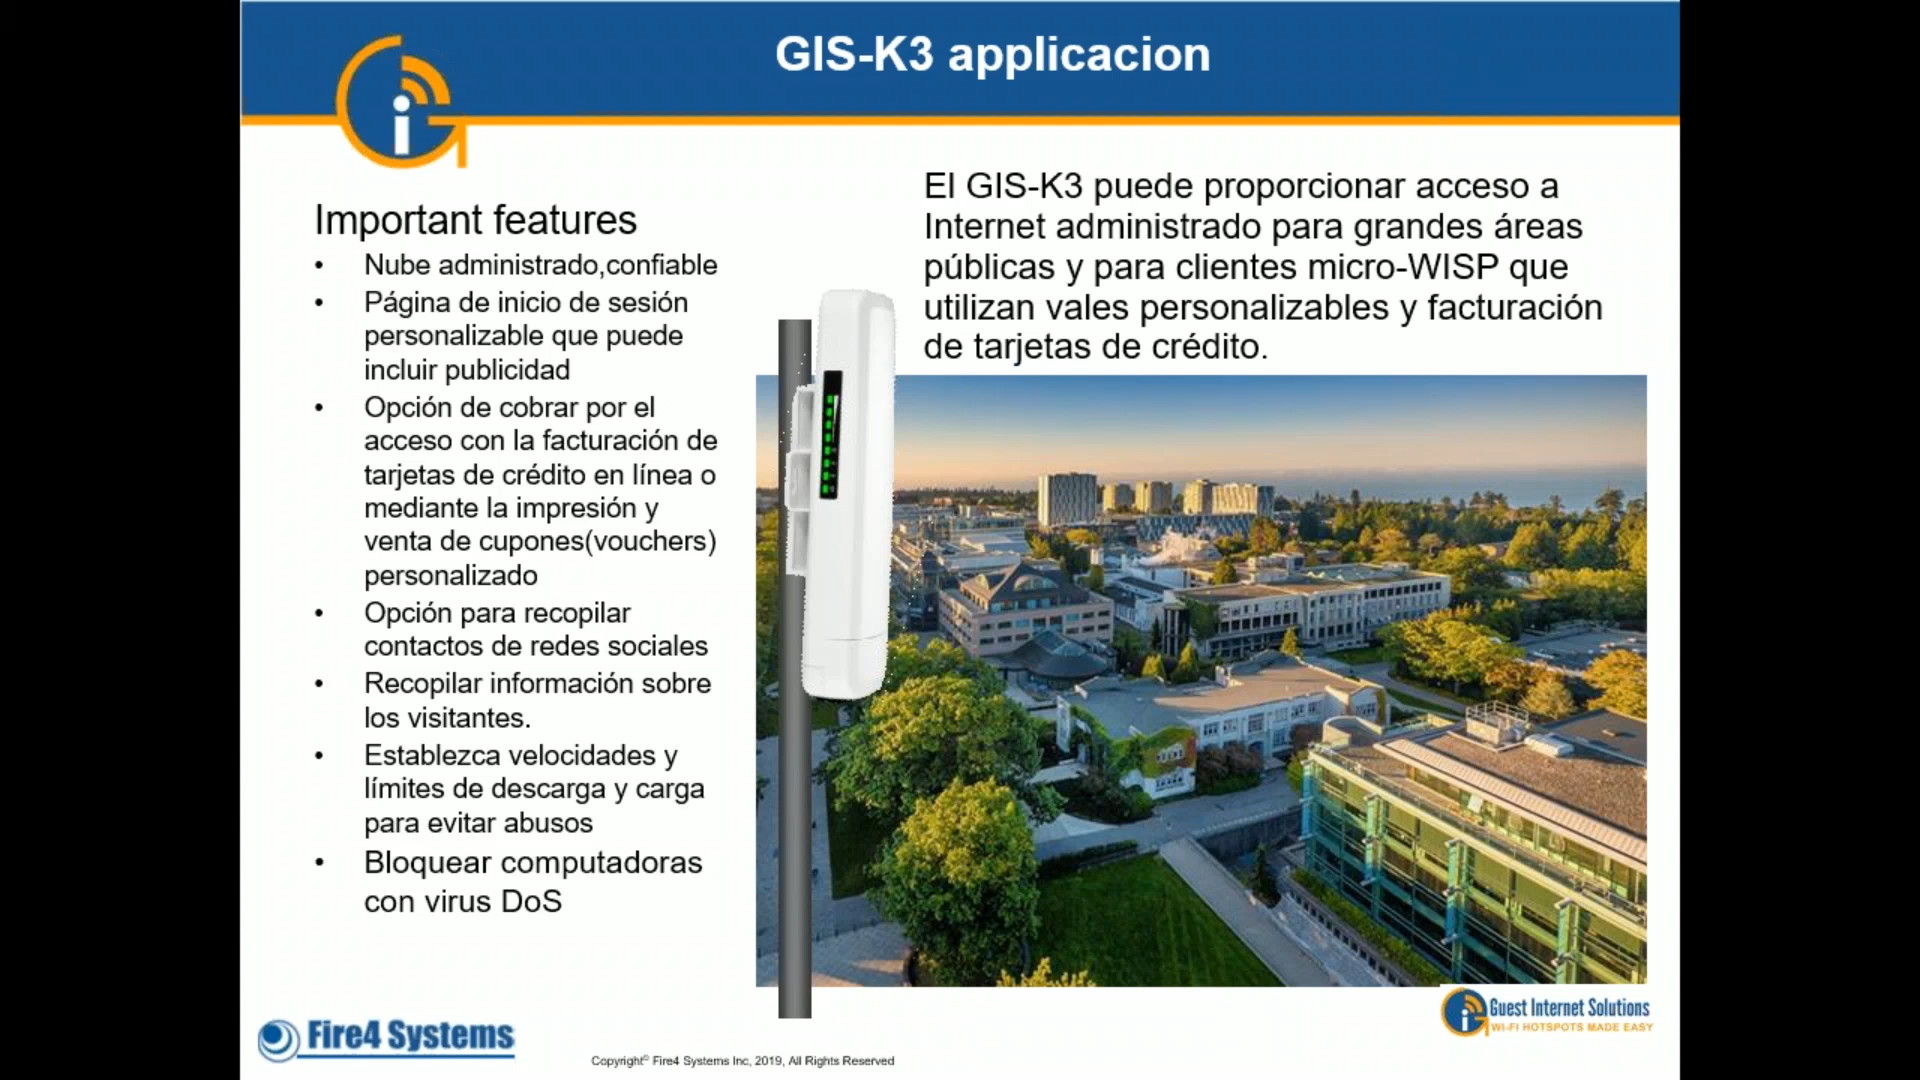 GIS-K3 applicacion
Important features
• Nube administrado,confiable
• Página de inicio de sesión
personalizable que puede
incluir publicidad
• Opción de cobrar por el
acceso con la facturación de
tarjetas de crédito en línea o
mediante la impresión y
venta de cupones(vouchers)
personalizado
• Opción para recopilar
contactos de redes sociales
• Recopilar información sobre
los visitantes.
• Establezca velocidades y
límites de descarga y carga
para evitar abusos
• Bloquear computadoras
con virus DoS
El GIS-K3 puede proporcionar acceso a
Internet administrado para grandes áreas
públicas y para clientes micro-WISP que
utilizan vales personalizables y facturación
de tarjetas de crédito.
Fire4 Systems
Copyright® Fire4 Systems Inc, 2019, All Rights Reserved
Guest Internet Solutions
WI-FI HOTSPOTS MADE EASY